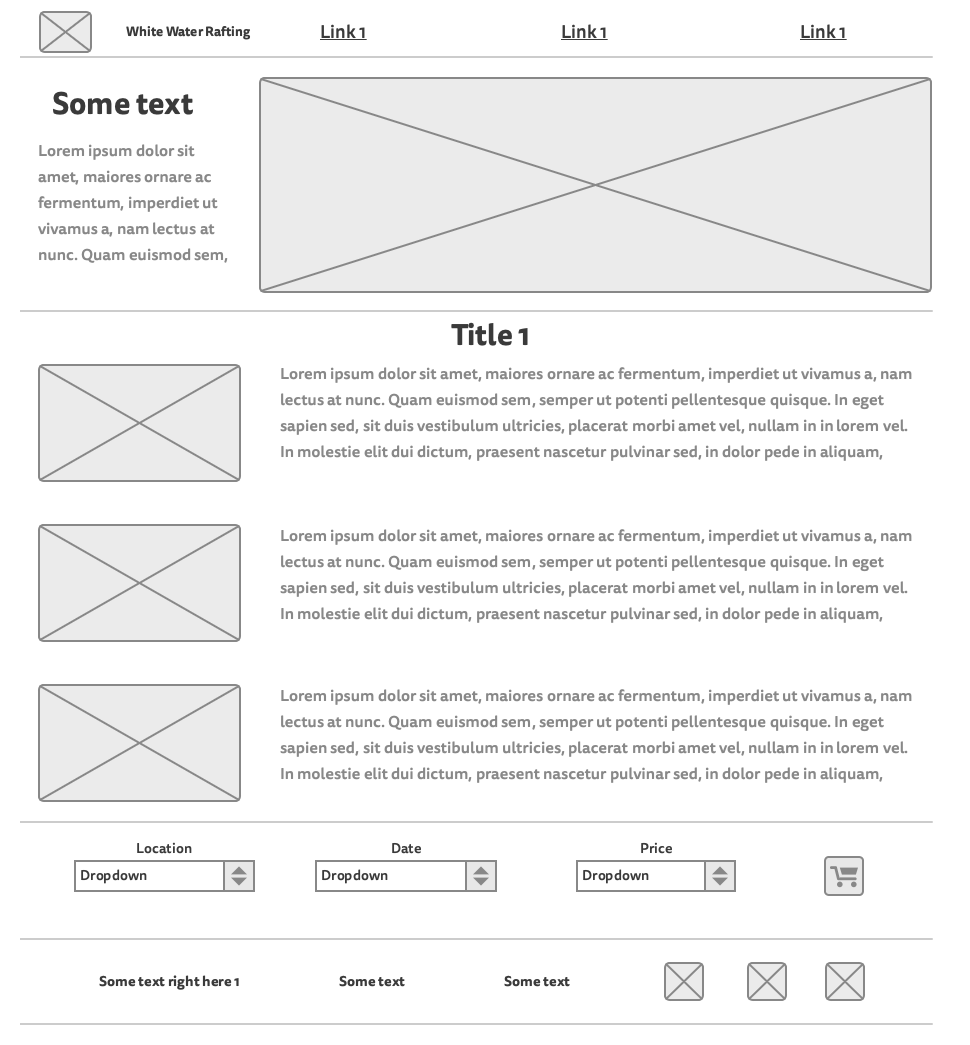 White Water Rafting Link 1 Link 1 Link 1
Some text
Lorem ipsum dolor sit
amet, maiores ornare ac
fermentum, imperdiet ut
vivamus a, nam lectus at
nunc. Quam euismod sem,
Title 1
Lorem ipsum dolor sit amet, maiores ornare ac fermentum, imperdiet ut vivamus a, nam
lectus at nunc. Quam euismod sem, semper ut potenti pellentesque quisque. In eget
sapien sed, sit duis vestibulum ultricies, placerat morbi amet vel, nullam in in lorem vel.
In molestie elit dui dictum, praesent nascetur pulvinar sed, in dolor pede in aliquam,
Lorem ipsum dolor sit amet, maiores ornare ac fermentum, imperdiet ut vivamus a, nam
lectus at nunc. Quam euismod sem, semper ut potenti pellentesque quisque. In eget
sapien sed, sit duis vestibulum ultricies, placerat morbi amet vel, nullam in in lorem vel.
In molestie elit dui dictum, praesent nascetur pulvinar sed, in dolor pede in aliquam,
Lorem ipsum dolor sit amet, maiores ornare ac fermentum, imperdiet ut vivamus a, nam
lectus at nunc. Quam euismod sem, semper ut potenti pellentesque quisque. In eget
sapien sed, sit duis vestibulum ultricies, placerat morbi amet vel, nullam in in lorem vel.
In molestie elit dui dictum, praesent nascetur pulvinar sed, in dolor pede in aliquam,
Location Date Price
Dropdown Dropdown Dropdown
Some text right here 1 Some text Some text